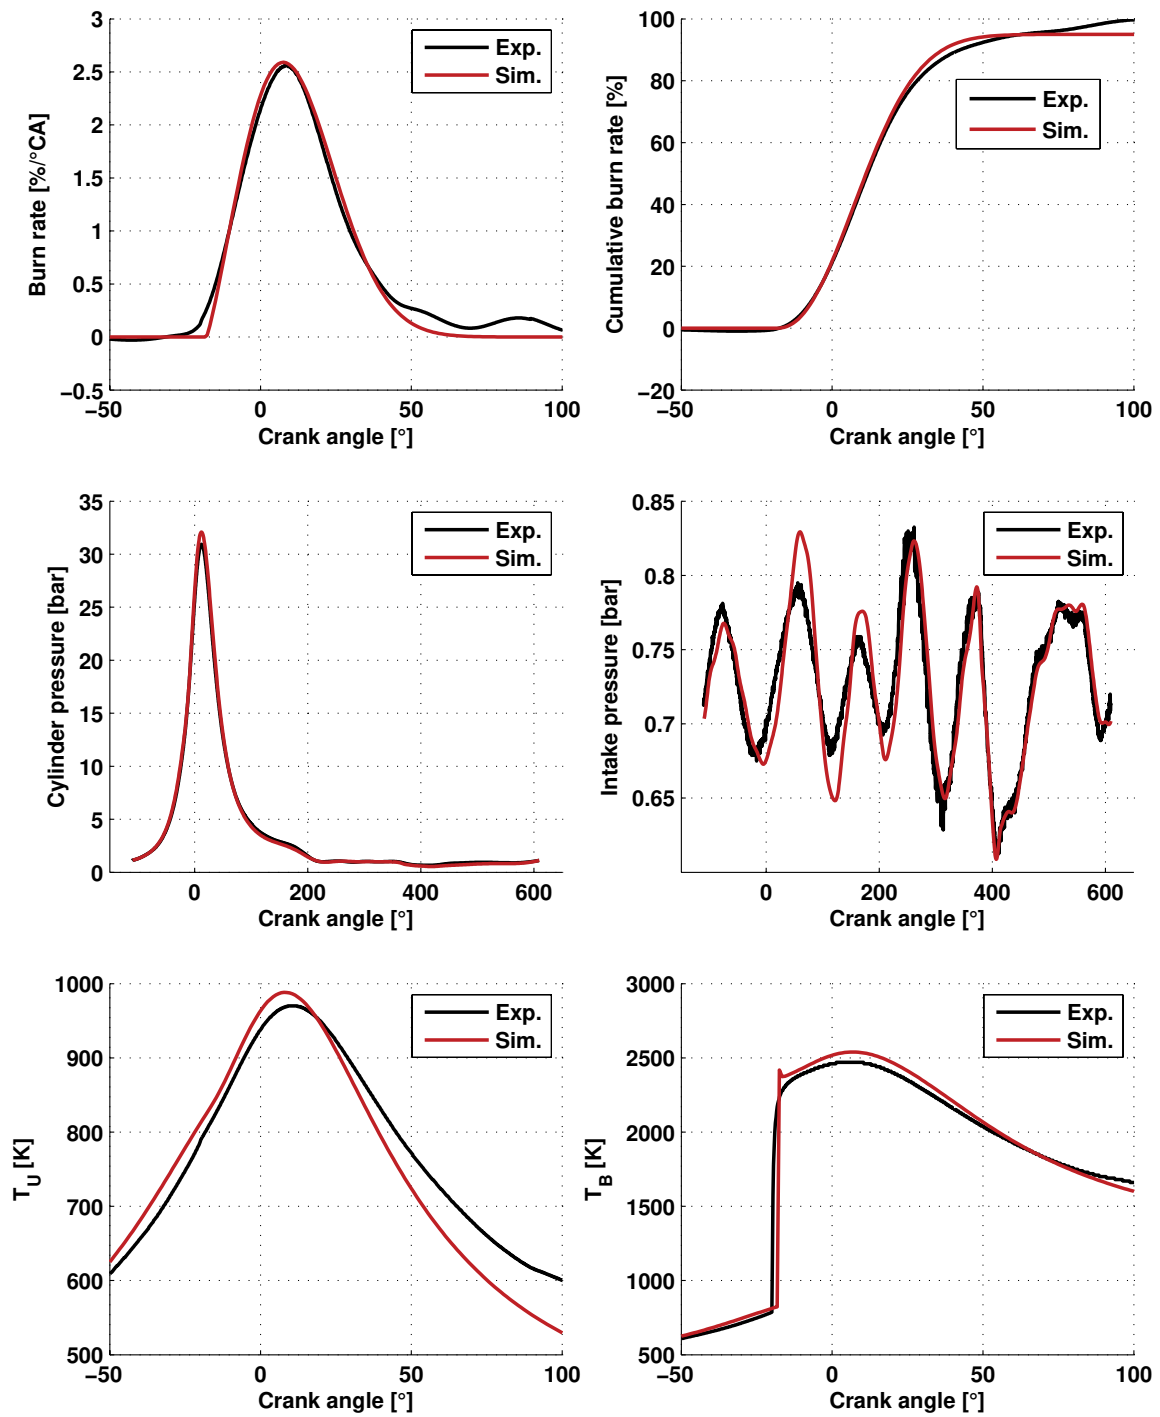 3
2.5
2
1.5
1
0.5
0
−0.5
−50
0
50
100
Burn rate [%/°CA]
Crank angle [°]
Exp.
Sim.
100
80
60
40
20
0
−20
−50
0
50
100
Cumulative burn rate [%]
Crank angle [°]
Exp.
Sim.
35
30
25
20
15
10
5
0
0
200
400
600
Cylinder pressure [bar]
Crank angle [°]
Exp.
Sim.
0.85
0.8
0.75
0.7
0.65
0
200
400
600
Intake pressure [bar]
Crank angle [°]
Exp.
Sim.
1000
900
800
700
600
500
−50
0
50
100
T_U [K]
Crank angle [°]
Exp.
Sim.
3000
2500
2000
1500
1000
500
−50
0
50
100
T_B [K]
Crank angle [°]
Exp.
Sim.